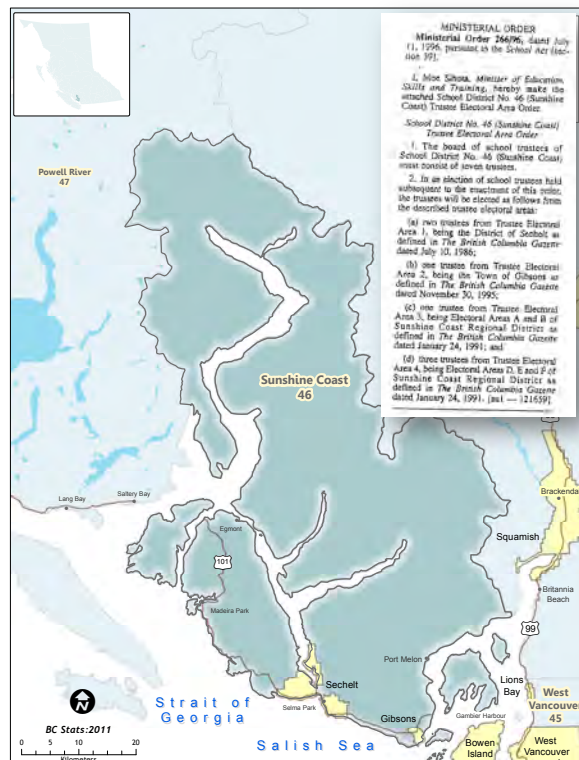 MINISTERIAL ORDER
Ministerial Order 266/96, dated July
11, 1996, pursuant to the School Act [sec-
tion 39].
I, Moe Sihota, Minister of Education,
Skills and Training, hereby make the
attached School District No. 46 (Sunshine
Coast) Trustee Electoral Area Order.
School District No. 46 (Sunshine Coast)
Trustee Electoral Area Order
1. The board of school trustees of
School District No. 46 (Sunshine Coast)
must consist of seven trustees.
2. In an election of school trustees held
subsequent to the enactment of this order,
the trustees will be elected as follows from
the described trustee electoral areas:
(a) two trustees from Trustee Electoral
Area 1, being the District of Sechelt as
defined in The British Columbia Gazette
dated July 10, 1986;
(b) one trustee from Trustee Electoral
Area 2, being the Town of Gibsons as
defined in The British Columbia Gazette
dated November 30, 1995;
(c) one trustee from Trustee Electoral
Area 3, being Electoral Areas A and B of
Sunshine Coast Regional District as
defined in The British Columbia Gazette
dated January 24, 1991; and
(d) three trustees from Trustee Electoral
Area 4, being Electoral Areas D, E and F of
Sunshine Coast Regional District as
defined in The British Columbia Gazette
dated January 24, 1991. [au1 — 121659]
Powell River
47
Sunshine Coast
46
Lang Bay
Saltery Bay
Egmont
101
Madeira Park
Brackenda
Squamish
Britannia
Beach
99
Port Melon
Lions
Bay
Sechelt
Selma Park
Gibsons
Gambier Harbour
West
Vancouver
45
Bowen
Island
West
Vancouver
Strait of
Georgia
Salish Sea
N
BC Stats:2011
0 5 10 20
Kilometers